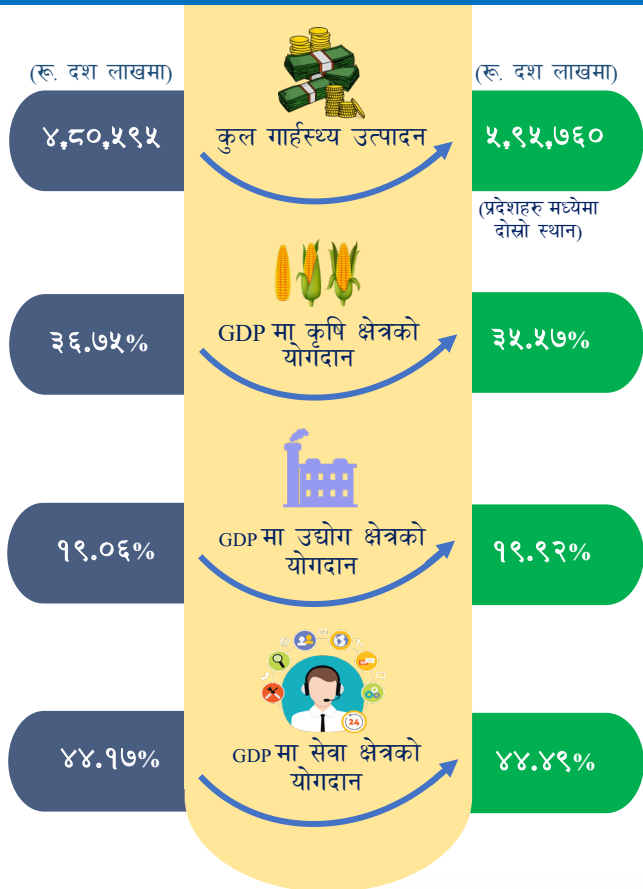 (रू. दश लाखमा)
(रू. दश लाखमा)
४,८०,५९५
कुल गार्हस्थ्य उत्पादन
५,९५,७६०
(प्रदेशहरु मध्येमा
दोस्रो स्थान)
३६.७५%
GDP मा कृषि क्षेत्रको
योगदान
३५.५७%
१९.०६%
GDP मा उद्योग क्षेत्रको
योगदान
१९.९२%
24
४४.१७%
GDP मा सेवा क्षेत्रको
योगदान
४४.४९%